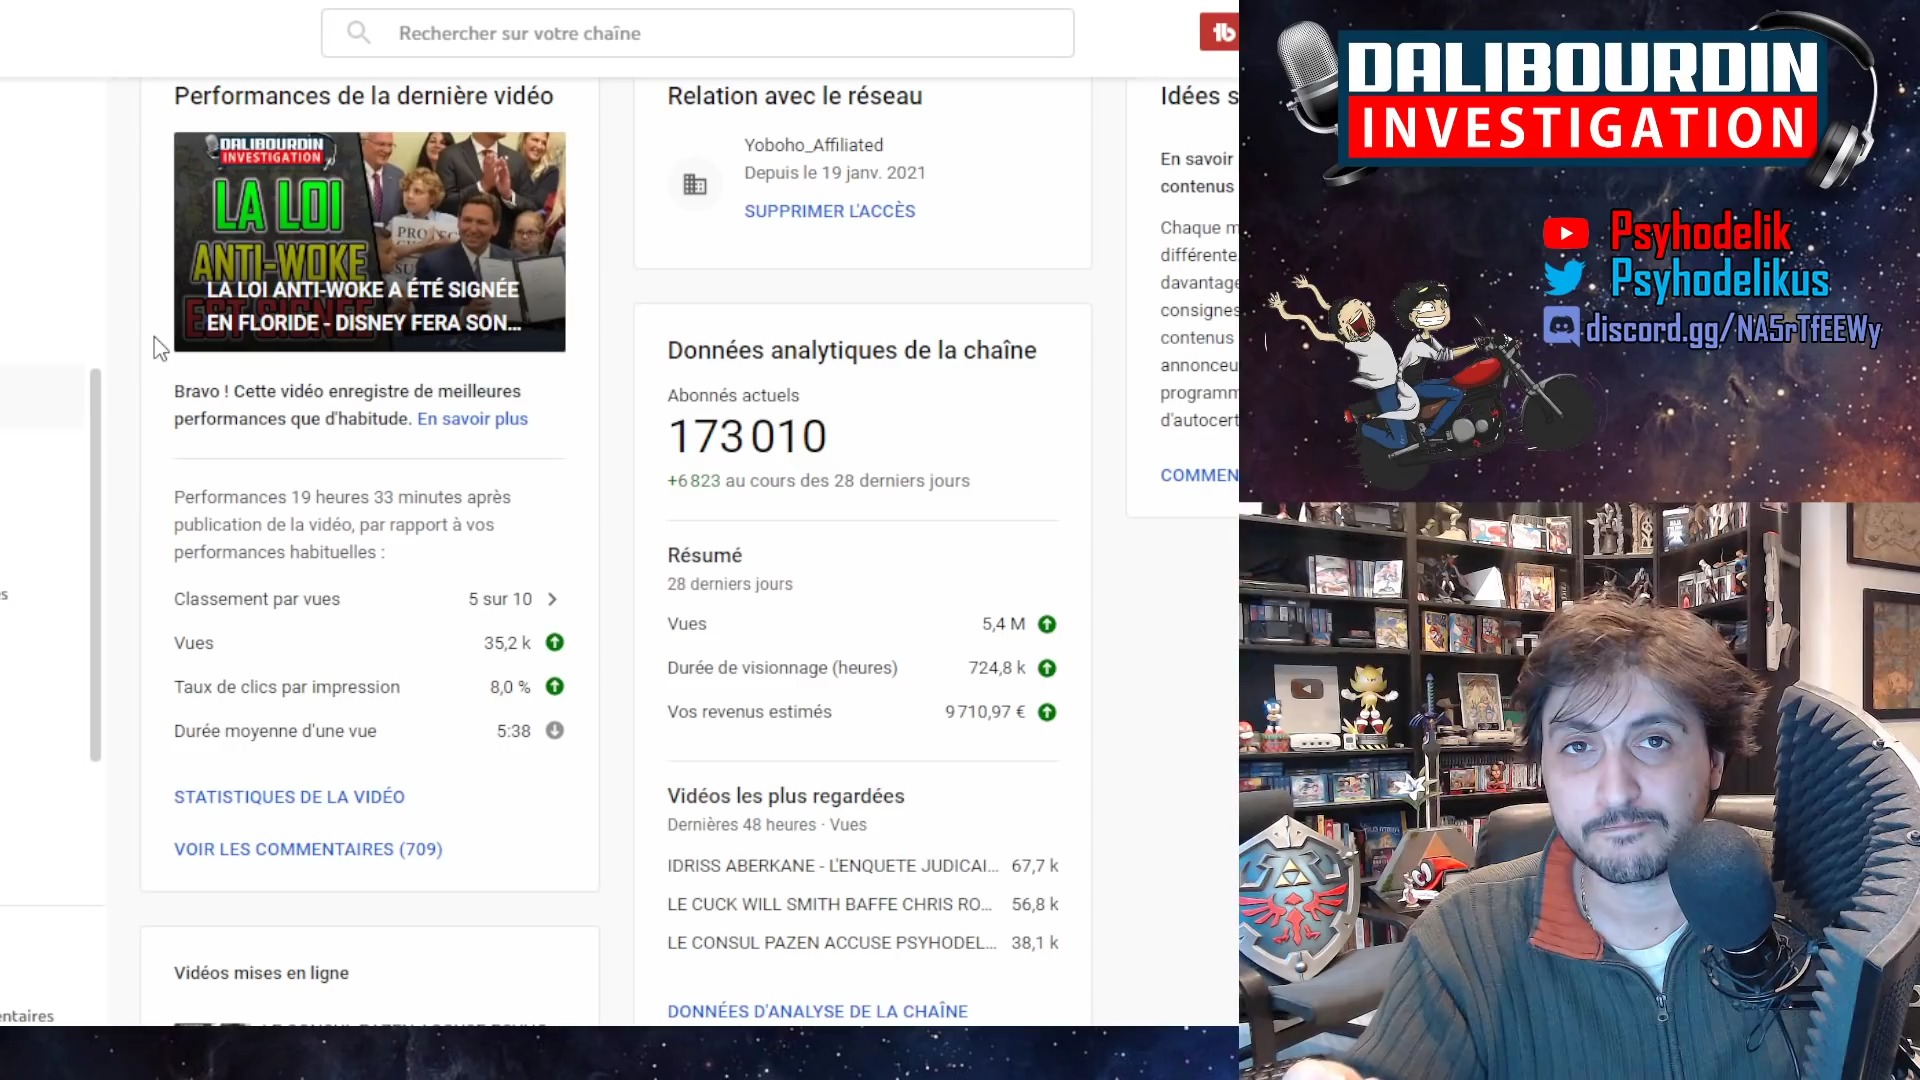 Rechercher sur votre chaîne
Performances de la dernière vidéo
DALIBOURDIN
INVESTIGATION
LA LOI
ANTI-WOKE
EST SIGNÉE
LA LOI ANTI-WOKE A ÉTÉ SIGNÉE
EN FLORIDE - DISNEY FERA SON...
Bravo ! Cette vidéo enregistre de meilleures
performances que d'habitude. En savoir plus
Performances 19 heures 33 minutes après
publication de la vidéo, par rapport à vos
performances habituelles :
Classement par vues 5 sur 10
Vues 35,2 k
Taux de clics par impression 8,0 %
Durée moyenne d'une vue 5:38
STATISTIQUES DE LA VIDÉO
VOIR LES COMMENTAIRES (709)
Vidéos mises en ligne
entaires
Relation avec le réseau
Yoboho_Affiliated
Depuis le 19 janv. 2021
SUPPRIMER L'ACCÈS
Données analytiques de la chaîne
Abonnés actuels
173 010
+6 823 au cours des 28 derniers jours
Résumé
28 derniers jours
Vues 5,4 M
Durée de visionnage (heures) 724,8 k
Vos revenus estimés 9 710,97 €
Vidéos les plus regardées
Dernières 48 heures · Vues
IDRISS ABERKANE - L'ENQUETE JUDICAI... 67,7 k
LE CUCK WILL SMITH BAFFE CHRIS RO... 56,8 k
LE CONSUL PAZEN ACCUSE PSYHODEL... 38,1 k
DONNÉES D'ANALYSE DE LA CHAÎNE
Idées s
En savoir
contenus
Chaque m
différente.
davantage
consignes
contenus
annonceu
programm
d'autocert
COMMEN
DALIBOURDIN
INVESTIGATION
Psyhodelik
Psyhodelikus
discord.gg/NA5rTfEEWy